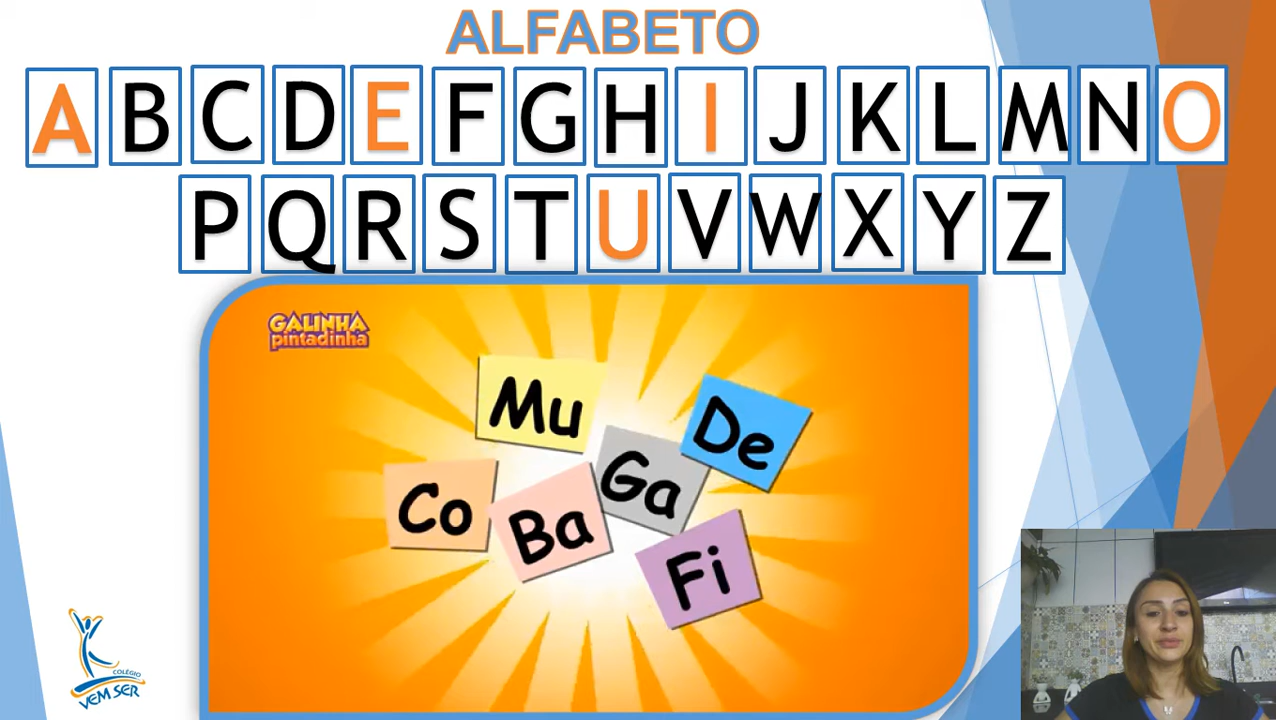 ALFABETO
A B C D E F G H I J K L M N O
P Q R S T U V W X Y Z
GALINHA
pintadinha
Mu
De
Ga
Co
Ba
Fi
COLÉGIO
VEM SER